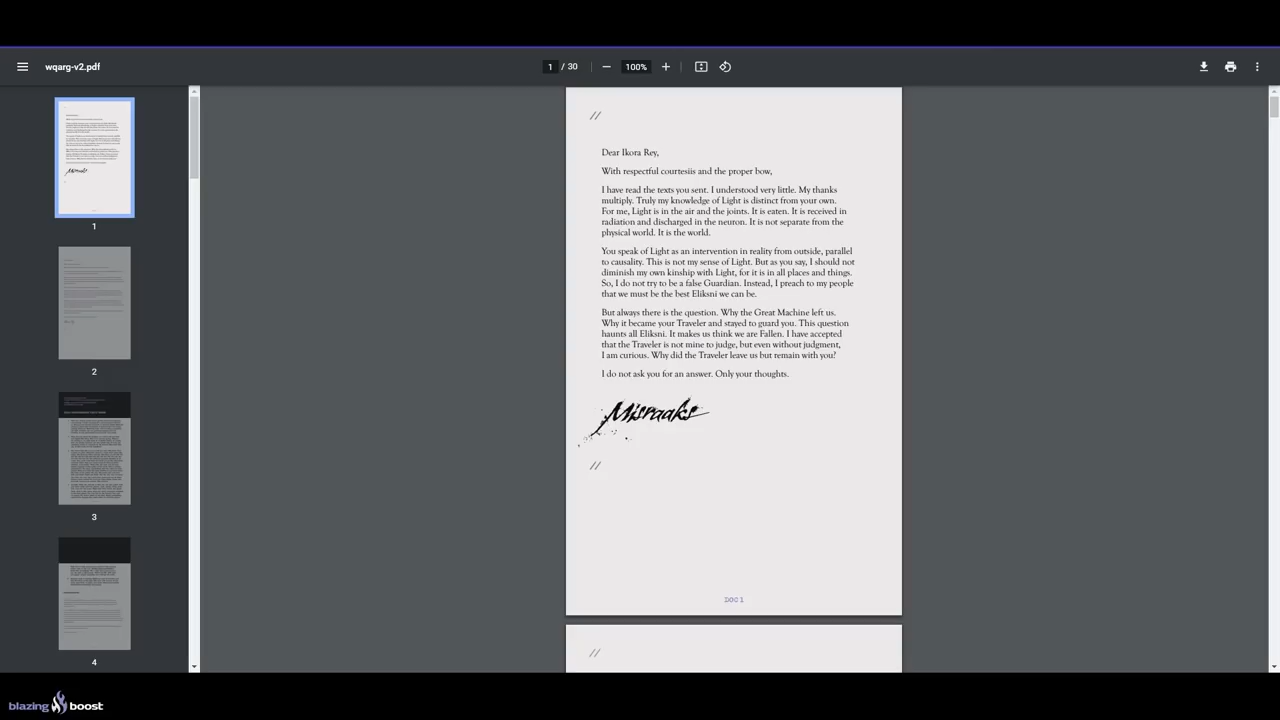 wqarg-v2.pdf
1 / 30
100%
1
2
3
4
//
Dear Ikora Rey,
With respectful courtesiis and the proper bow,
I have read the texts you sent. I understood very little. My thanks
multiply. Truly my knowledge of Light is distinct from your own.
For me, Light is in the air and the joints. It is eaten. It is received in
radiation and discharged in the neuron. It is not separate from the
physical world. It is the world.
You speak of Light as an intervention in reality from outside, parallel
to causality. This is not my sense of Light. But as you say, I should not
diminish my own kinship with Light, for it is in all places and things.
So, I do not try to be a false Guardian. Instead, I preach to my people
that we must be the best Eliksni we can be.
But always there is the question. Why the Great Machine left us.
Why it became your Traveler and stayed to guard you. This question
haunts all Eliksni. It makes us think we are Fallen. I have accepted
that the Traveler is not mine to judge, but even without judgment,
I am curious. Why did the Traveler leave us but remain with you?
I do not ask you for an answer. Only your thoughts.
Misraaks
//
DOC 1
//
blazing boost